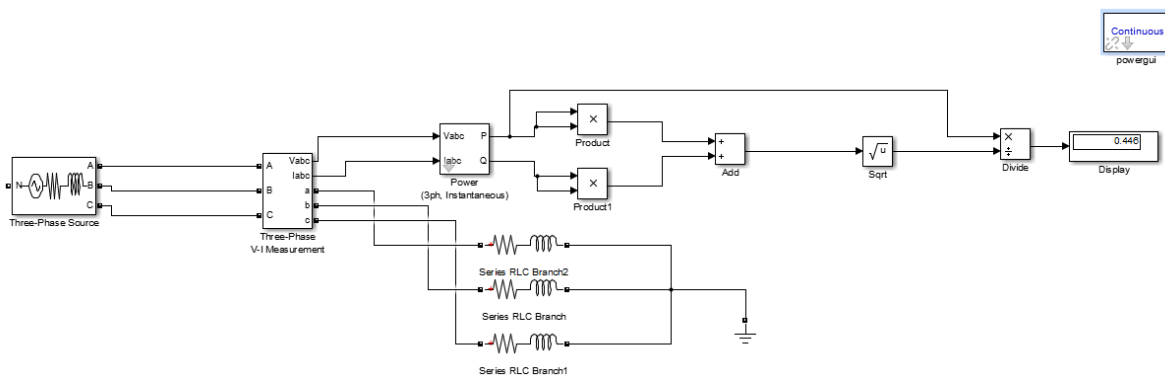 Continuous
powergui
N
A
B
C
Three-Phase Source
A
B
C
Vabc
Iabc
a
b
c
Three-Phase
V-I Measurement
Vabc
Iabc
P
Q
Power
(3ph, Instantaneous)
×
Product
×
Product1
+
+
Add
√u
Sqrt
×
÷
Divide
0.446
Display
Series RLC Branch2
Series RLC Branch
Series RLC Branch1